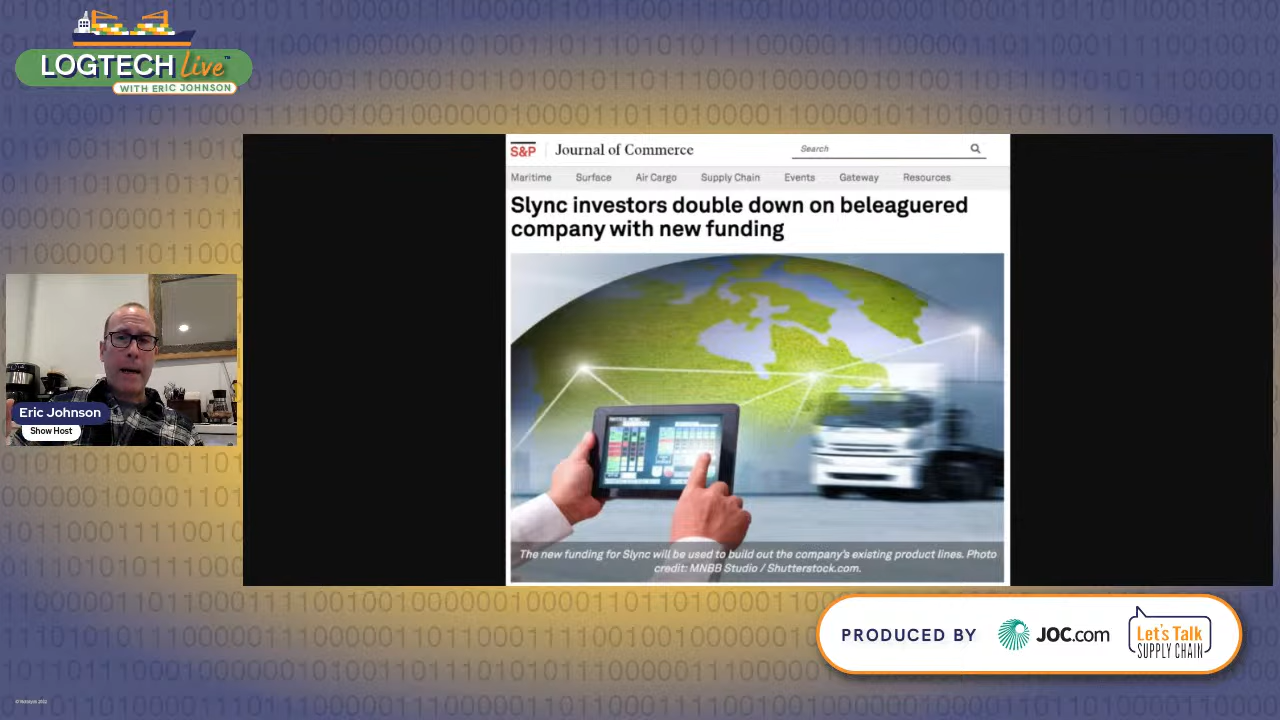 LOGTECH Live™
WITH ERIC JOHNSON
S&P
Journal of Commerce
Search
Maritime Surface Air Cargo Supply Chain Events Gateway Resources
Slync investors double down on beleaguered
company with new funding
The new funding for Slync will be used to build out the company's existing product lines. Photo
credit: MNBB Studio / Shutterstock.com.
Eric Johnson
Show Host
PRODUCED BY
JOC.com
Let's Talk
SUPPLY CHAIN